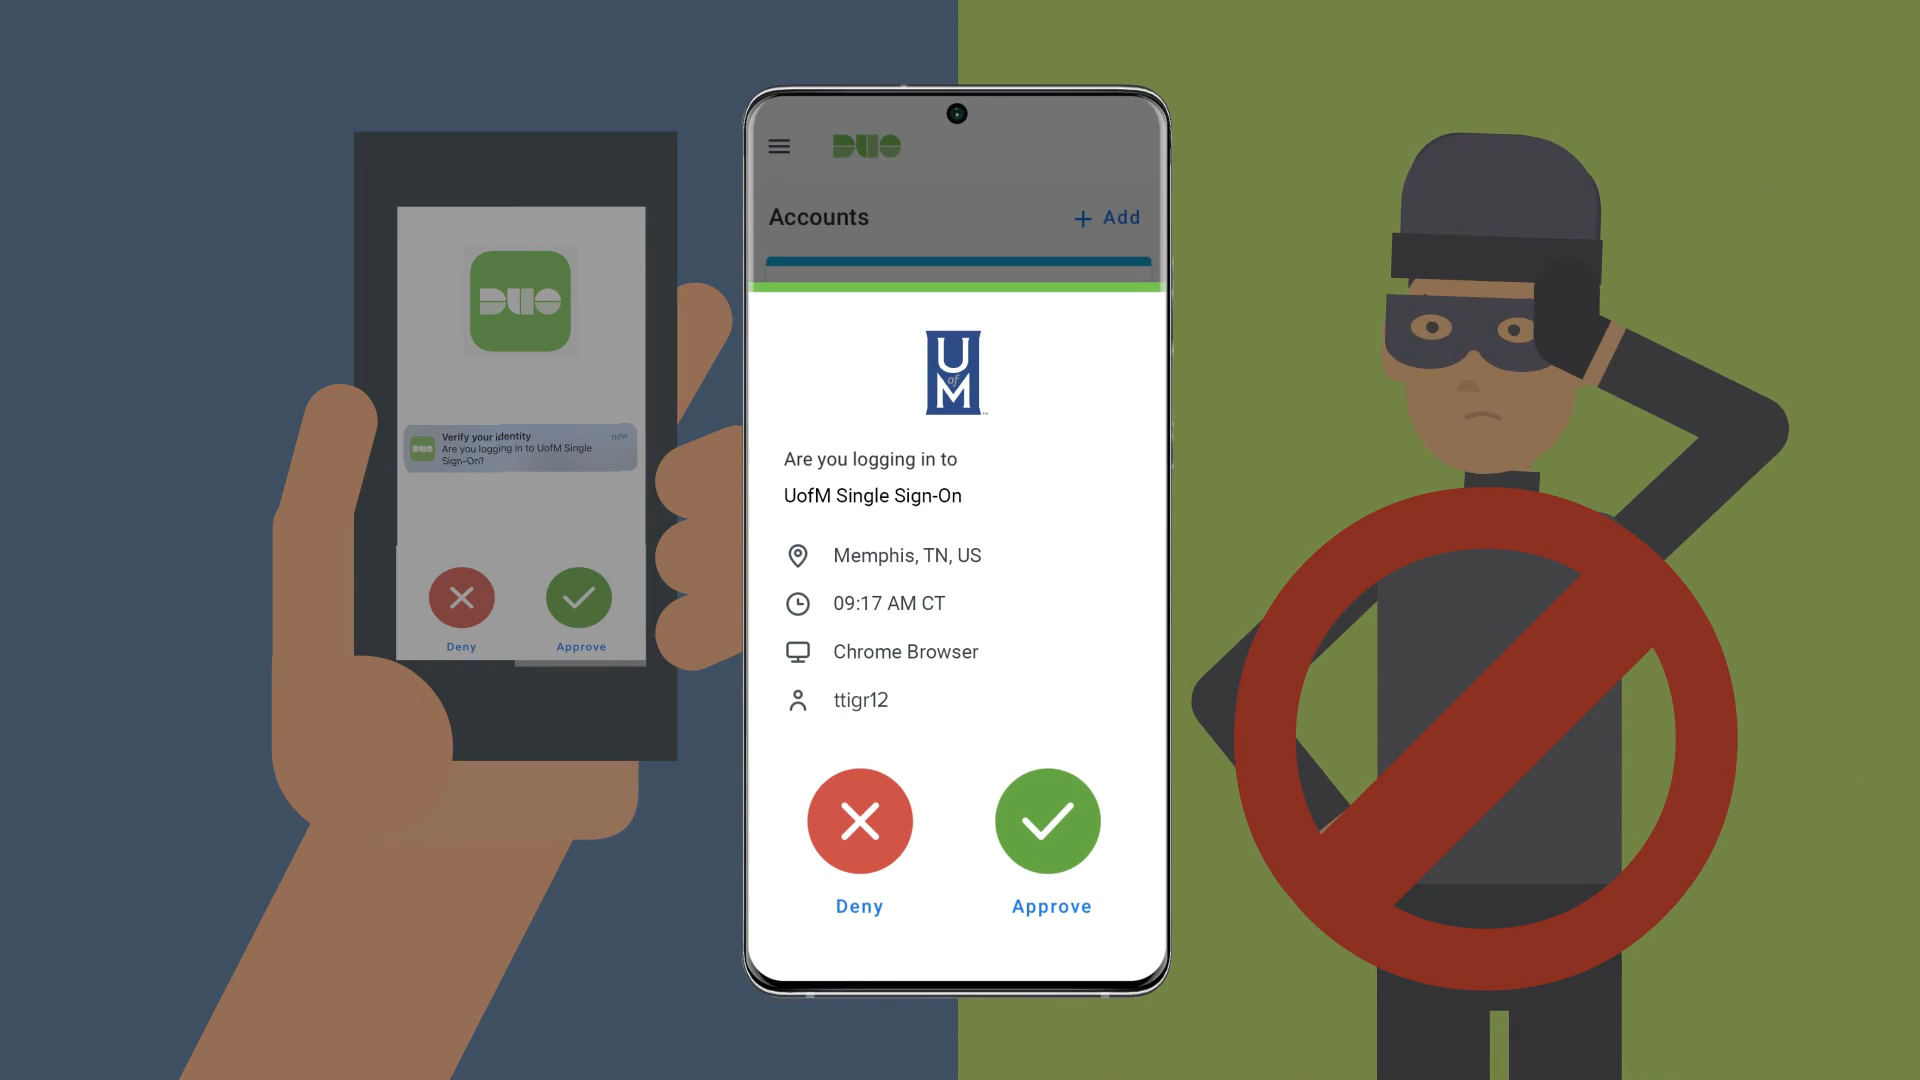 DUO
Verify your identity
now
DUO
Are you logging in to UofM Single
Sign-On?
Deny
Approve
DUO
Accounts
+ Add
U
of
M
TM
Are you logging in to
UofM Single Sign-On
Memphis, TN, US
09:17 AM CT
Chrome Browser
ttigr12
Deny
Approve